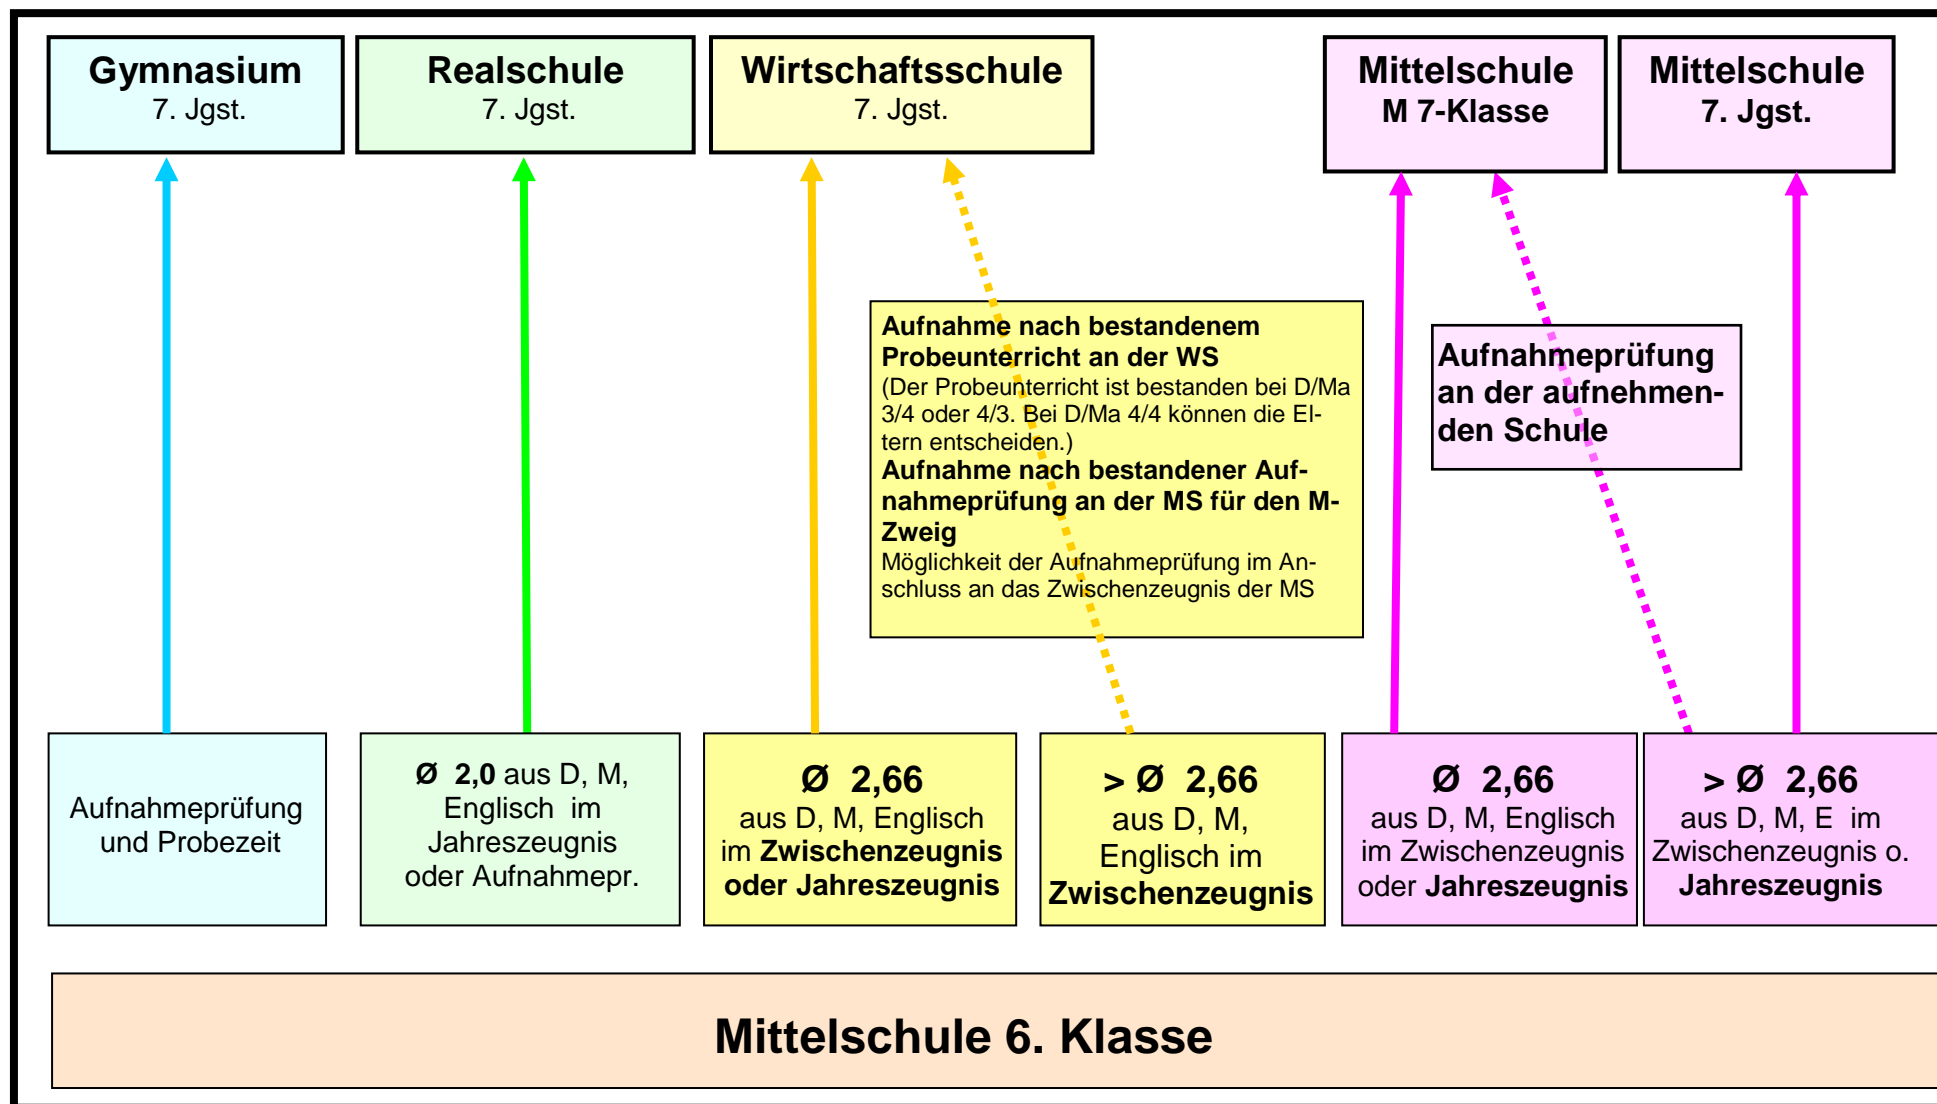 Gymnasium
7. Jgst.
Realschule
7. Jgst.
Wirtschaftsschule
7. Jgst.
Mittelschule
M 7-Klasse
Mittelschule
7. Jgst.
Aufnahme nach bestandenem
Probeunterricht an der WS
(Der Probeunterricht ist bestanden bei D/Ma
3/4 oder 4/3. Bei D/Ma 4/4 können die El-
tern entscheiden.)
Aufnahme nach bestandener Auf-
nahmeprüfung an der MS für den M-
Zweig
Möglichkeit der Aufnahmeprüfung im An-
schluss an das Zwischenzeugnis der MS
Aufnahmeprüfung
an der aufnehmen-
den Schule
Aufnahmeprüfung
und Probezeit
Ø 2,0 aus D, M,
Englisch im
Jahreszeugnis
oder Aufnahmepr.
Ø 2,66
aus D, M, Englisch
im Zwischenzeugnis
oder Jahreszeugnis
> Ø 2,66
aus D, M,
Englisch im
Zwischenzeugnis
Ø 2,66
aus D, M, Englisch
im Zwischenzeugnis
oder Jahreszeugnis
> Ø 2,66
aus D, M, E im
Zwischenzeugnis o.
Jahreszeugnis
Mittelschule 6. Klasse